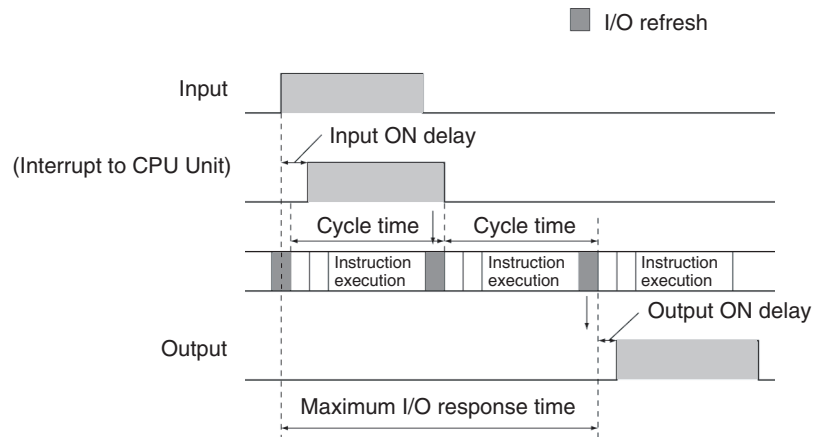 I/O refresh
Input
Input ON delay
(Interrupt to CPU Unit)
Cycle time
Cycle time
Instruction
execution
Instruction
execution
Instruction
execution
Output ON delay
Output
Maximum I/O response time